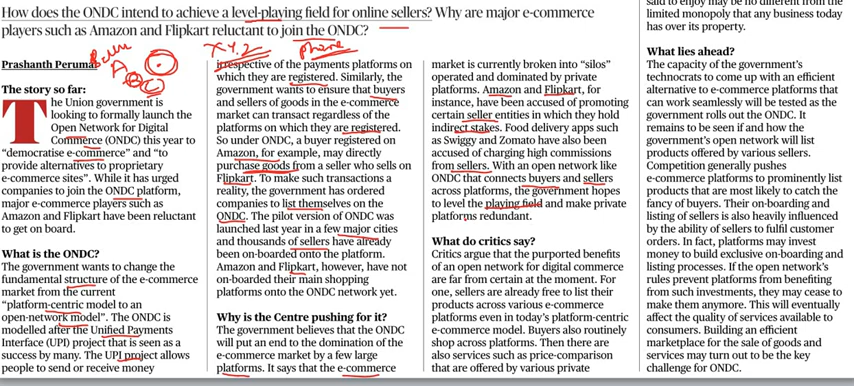 How does the ONDC intend to achieve a level-playing field for online sellers? Why are major e-commerce
players such as Amazon and Flipkart reluctant to join the ONDC?
Prashanth Perumal
The story so far:
The Union government is
looking to formally launch the
Open Network for Digital
Commerce (ONDC) this year to
“democratise e-commerce” and “to
provide alternatives to proprietary
e-commerce sites”. While it has urged
companies to join the ONDC platform,
major e-commerce players such as
Amazon and Flipkart have been reluctant
to get on board.
What is the ONDC?
The government wants to change the
fundamental structure of the e-commerce
market from the current
“platform-centric model to an
open-network model”. The ONDC is
modelled after the Unified Payments
Interface (UPI) project that is seen as a
success by many. The UPI project allows
people to send or receive money
X Y Z Phone
irrespective of the payments platforms on
which they are registered. Similarly, the
government wants to ensure that buyers
and sellers of goods in the e-commerce
market can transact regardless of the
platforms on which they are registered.
So under ONDC, a buyer registered on
Amazon, for example, may directly
purchase goods from a seller who sells on
Flipkart. To make such transactions a
reality, the government has ordered
companies to list themselves on the
ONDC. The pilot version of ONDC was
launched last year in a few major cities
and thousands of sellers have already
been on-boarded onto the platform.
Amazon and Flipkart, however, have not
on-boarded their main shopping
platforms onto the ONDC network yet.
Why is the Centre pushing for it?
The government believes that the ONDC
will put an end to the domination of the
e-commerce market by a few large
platforms. It says that the e-commerce
market is currently broken into “silos”
operated and dominated by private
platforms. Amazon and Flipkart, for
instance, have been accused of promoting
certain seller entities in which they hold
indirect stakes. Food delivery apps such
as Swiggy and Zomato have also been
accused of charging high commissions
from sellers. With an open network like
ONDC that connects buyers and sellers
across platforms, the government hopes
to level the playing field and make private
platforms redundant.
What do critics say?
Critics argue that the purported benefits
of an open network for digital commerce
are far from certain at the moment. For
one, sellers are already free to list their
products across various e-commerce
platforms even in today’s platform-centric
e-commerce model. Buyers also routinely
shop across platforms. Then there are
also services such as price-comparison
that are offered by various private
said to enjoy may be no different from the
limited monopoly that any business today
has over its property.
What lies ahead?
The capacity of the government’s
technocrats to come up with an efficient
alternative to e-commerce platforms that
can work seamlessly will be tested as the
government rolls out the ONDC. It
remains to be seen if and how the
government’s open network will list
products offered by various sellers.
Competition generally pushes
e-commerce platforms to prominently list
products that are most likely to catch the
fancy of buyers. Their on-boarding and
listing of sellers is also heavily influenced
by the ability of sellers to fulfil customer
orders. In fact, platforms may invest
money to build exclusive on-boarding and
listing processes. If the open network’s
rules prevent platforms from benefiting
from such investments, they may cease to
make them anymore. This will eventually
affect the quality of services available to
consumers. Building an efficient
marketplace for the sale of goods and
services may turn out to be the key
challenge for ONDC.